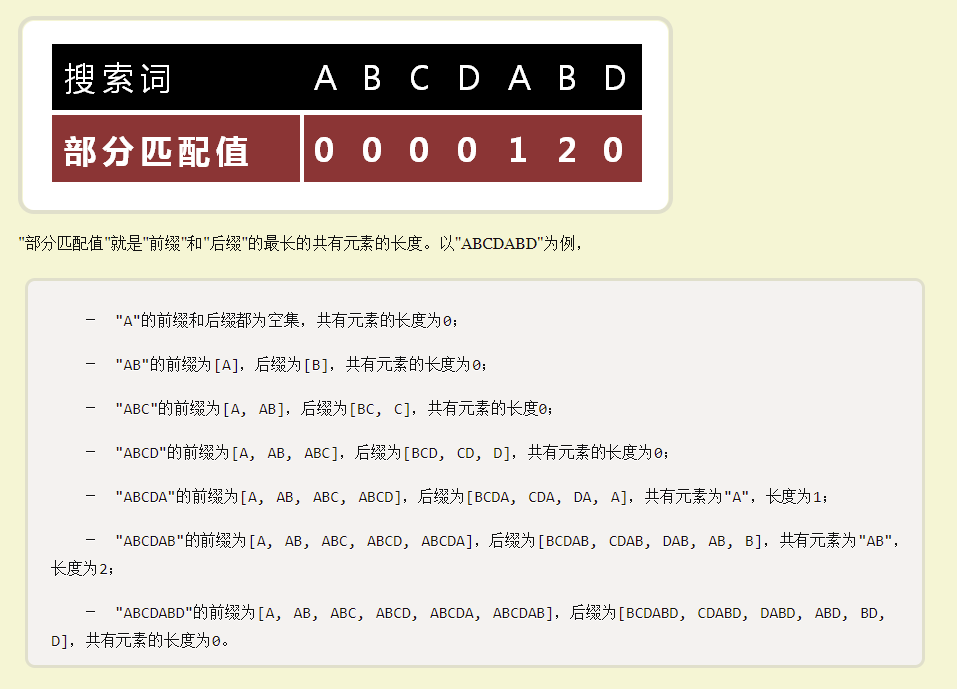 搜索词 A B C D A B D
部分匹配值 0 0 0 0 1 2 0
"部分匹配值"就是"前缀"和"后缀"的最长的共有元素的长度。以"ABCDABD"为例，
－ "A"的前缀和后缀都为空集，共有元素的长度为0；
－ "AB"的前缀为[A]，后缀为[B]，共有元素的长度为0；
－ "ABC"的前缀为[A, AB]，后缀为[BC, C]，共有元素的长度0；
－ "ABCD"的前缀为[A, AB, ABC]，后缀为[BCD, CD, D]，共有元素的长度为0；
－ "ABCDA"的前缀为[A, AB, ABC, ABCD]，后缀为[BCDA, CDA, DA, A]，共有元素为"A"，长度为1；
－ "ABCDAB"的前缀为[A, AB, ABC, ABCD, ABCDA]，后缀为[BCDAB, CDAB, DAB, AB, B]，共有元素为"AB"，
长度为2；
－ "ABCDABD"的前缀为[A, AB, ABC, ABCD, ABCDA, ABCDAB]，后缀为[BCDABD, CDABD, DABD, ABD, BD,
D]，共有元素的长度为0。